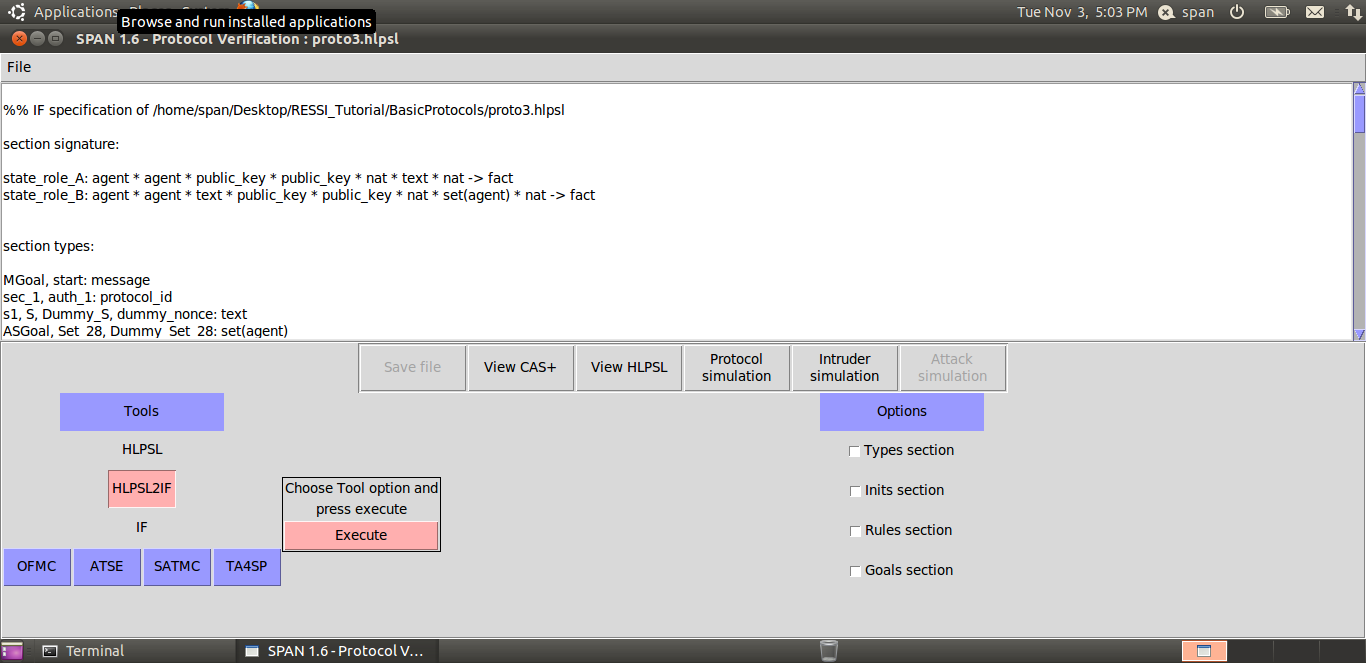 Applications
Browse and run installed applications
Tue Nov 3, 5:03 PM
span
SPAN 1.6 - Protocol Verification : proto3.hlpsl
File
%% IF specification of /home/span/Desktop/RESSI_Tutorial/BasicProtocols/proto3.hlpsl
section signature:
state_role_A: agent * agent * public_key * public_key * nat * text * nat -> fact
state_role_B: agent * agent * text * public_key * public_key * nat * set(agent) * nat -> fact
section types:
MGoal, start: message
sec_1, auth_1: protocol_id
s1, S, Dummy_S, dummy_nonce: text
ASGoal, Set_28, Dummy_Set_28: set(agent)
Save file
View CAS+
View HLPSL
Protocol
simulation
Intruder
simulation
Attack
simulation
Tools
Options
HLPSL
Types section
HLPSL2IF
Choose Tool option and
press execute
Inits section
IF
Execute
Rules section
OFMC
ATSE
SATMC
TA4SP
Goals section
Terminal
SPAN 1.6 - Protocol V...